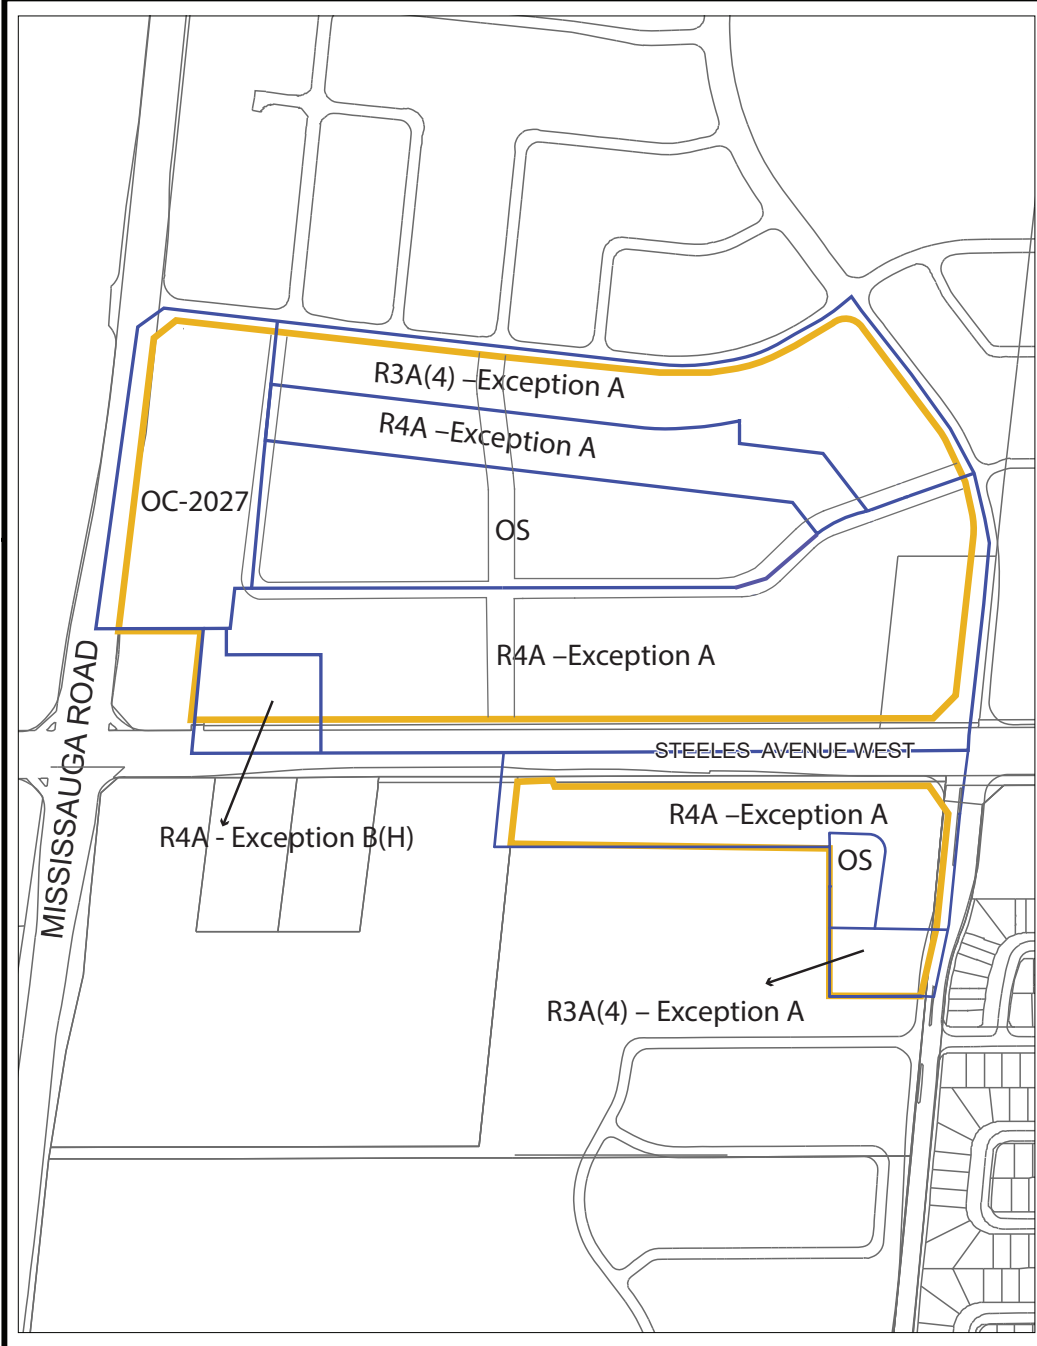 R3A(4) –Exception A
R4A –Exception A
OC-2027
OS
R4A –Exception A
MISSISSAUGA ROAD
STEELES AVENUE WEST
R4A –Exception A
R4A - Exception B(H)
OS
R3A(4) – Exception A